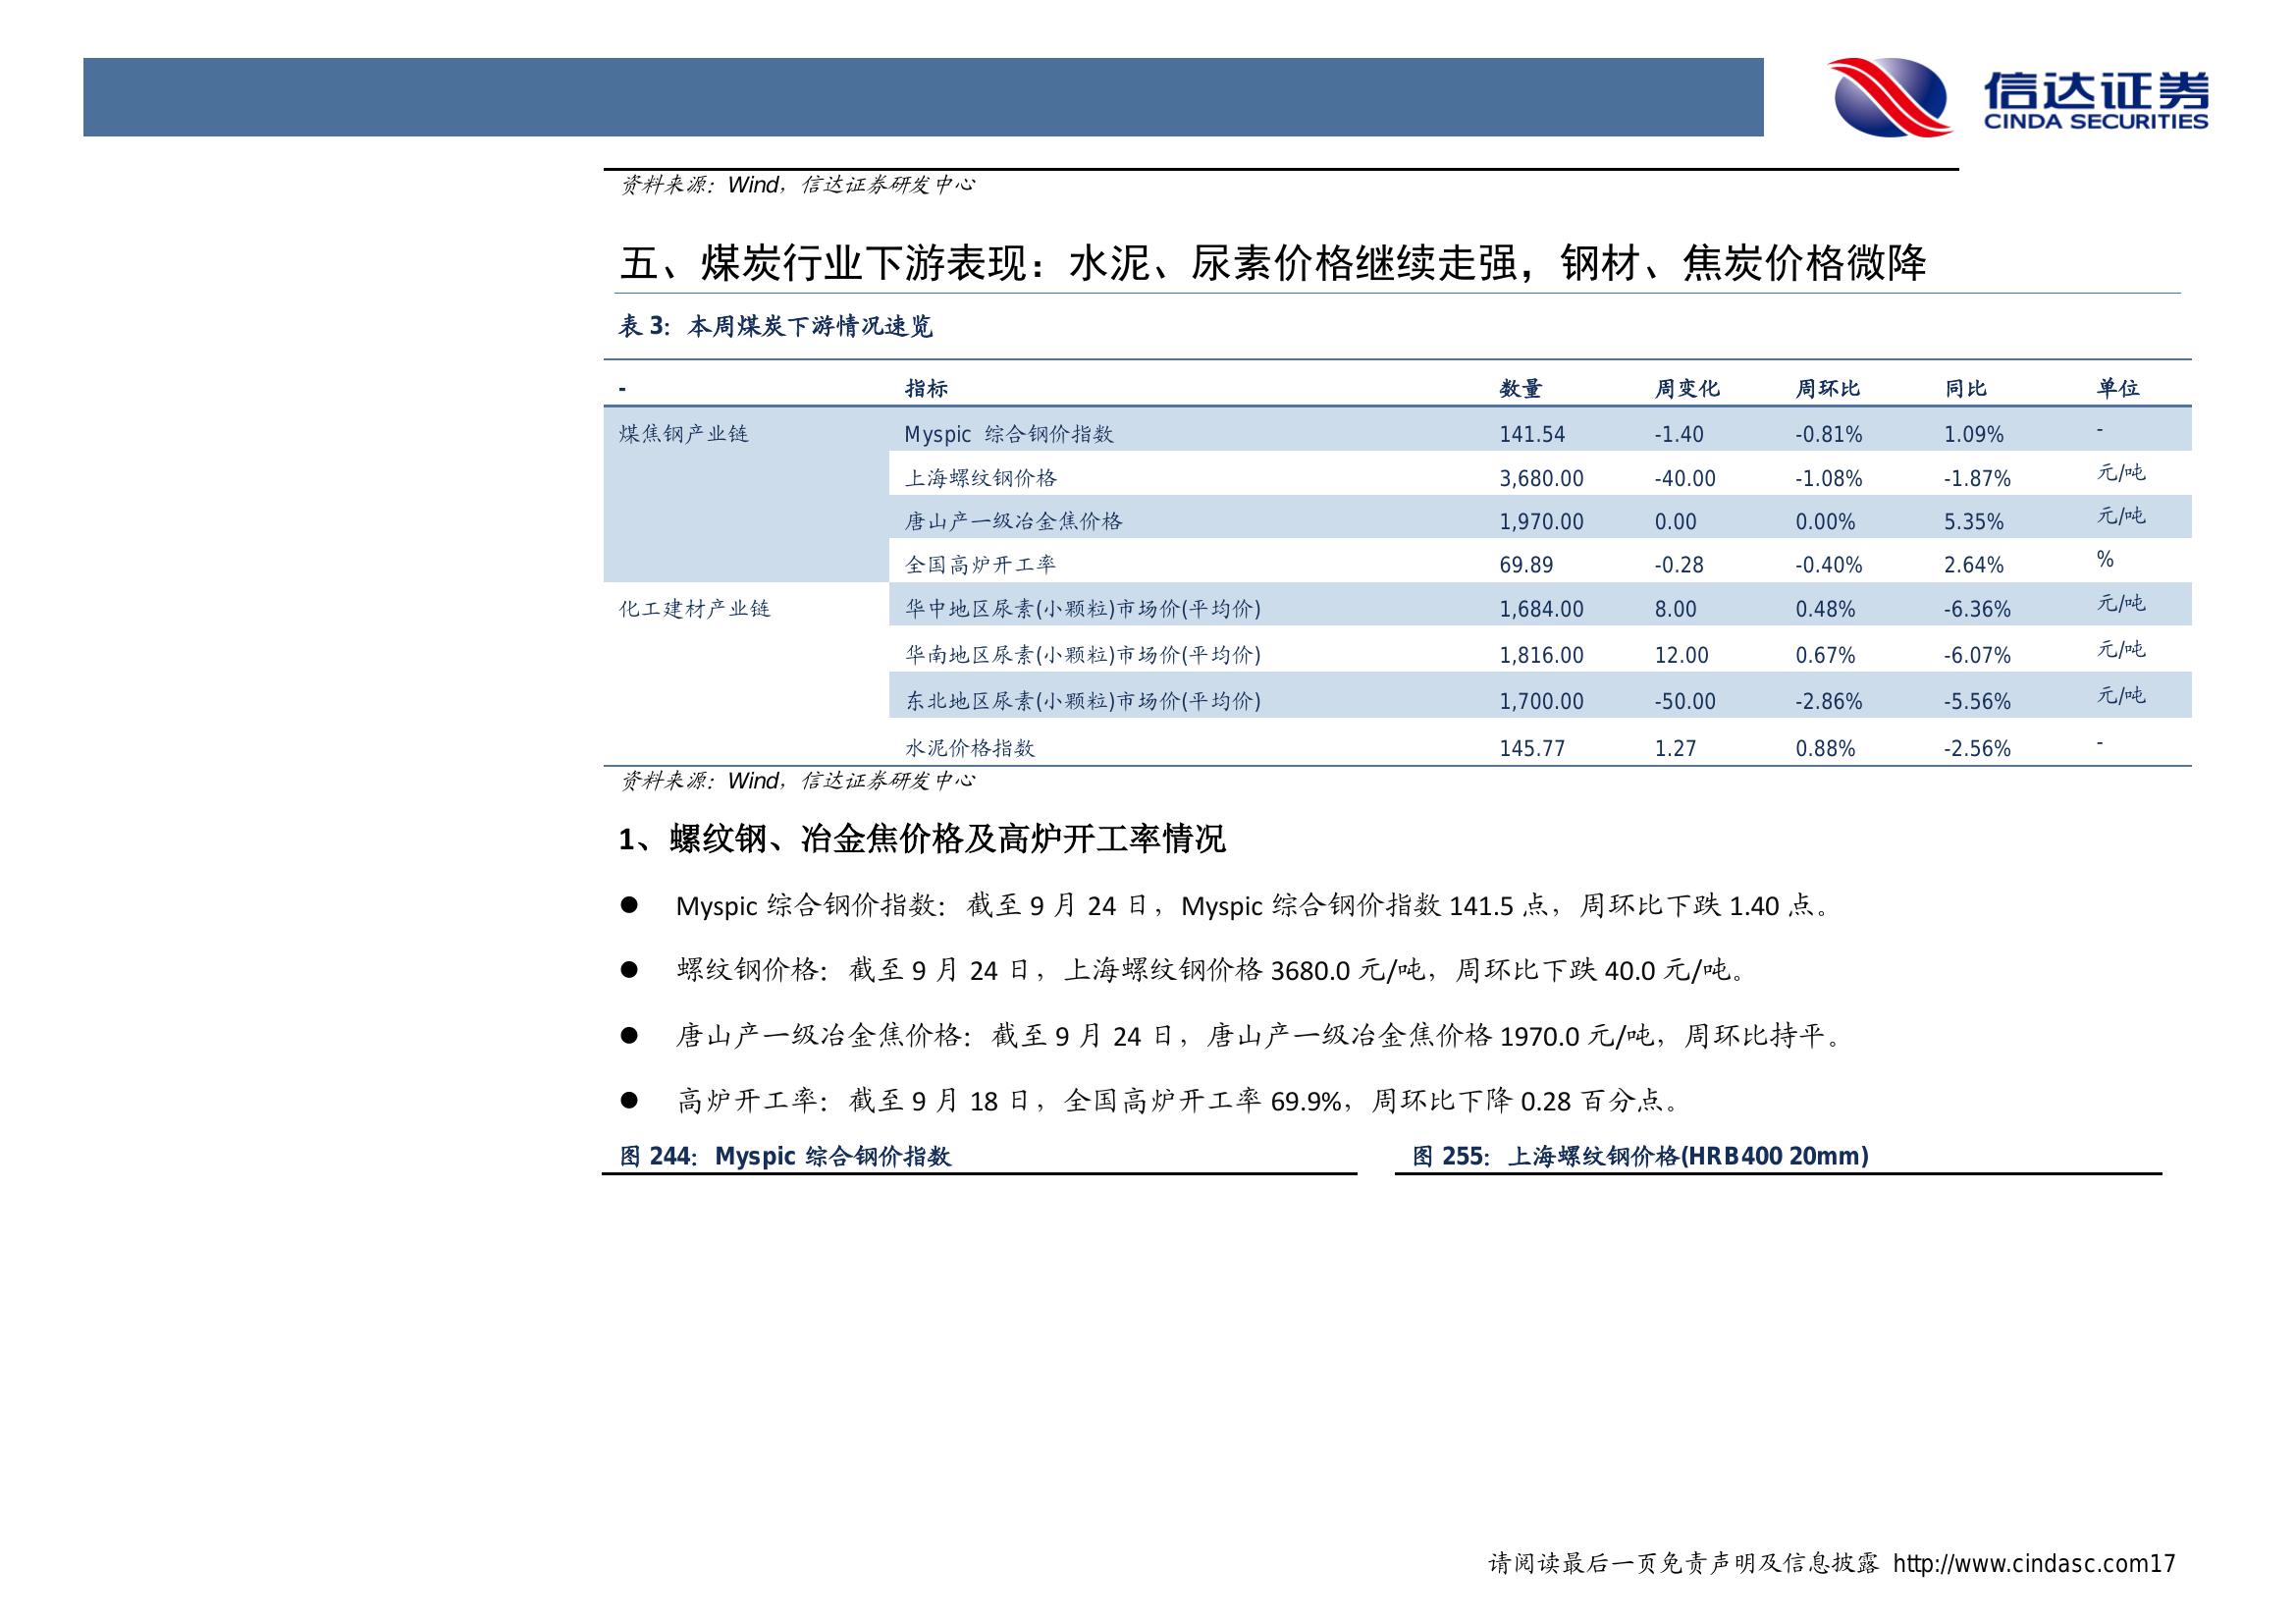 信达证券
CINDA SECURITIES
资料来源：Wind，信达证券研发中心
五、煤炭行业下游表现：水泥、尿素价格继续走强，钢材、焦炭价格微降
表 3：本周煤炭下游情况速览
- 指标 数量 周变化 周环比 同比 单位
煤焦钢产业链 Myspic 综合钢价指数 141.54 -1.40 -0.81% 1.09% -
上海螺纹钢价格 3,680.00 -40.00 -1.08% -1.87% 元/吨
唐山产一级冶金焦价格 1,970.00 0.00 0.00% 5.35% 元/吨
全国高炉开工率 69.89 -0.28 -0.40% 2.64% %
化工建材产业链 华中地区尿素(小颗粒)市场价(平均价) 1,684.00 8.00 0.48% -6.36% 元/吨
华南地区尿素(小颗粒)市场价(平均价) 1,816.00 12.00 0.67% -6.07% 元/吨
东北地区尿素(小颗粒)市场价(平均价) 1,700.00 -50.00 -2.86% -5.56% 元/吨
水泥价格指数 145.77 1.27 0.88% -2.56% -
资料来源：Wind，信达证券研发中心
1、螺纹钢、冶金焦价格及高炉开工率情况
● Myspic 综合钢价指数：截至 9 月 24 日，Myspic 综合钢价指数 141.5 点，周环比下跌 1.40 点。
● 螺纹钢价格：截至 9 月 24 日，上海螺纹钢价格 3680.0 元/吨，周环比下跌 40.0 元/吨。
● 唐山产一级冶金焦价格：截至 9 月 24 日，唐山产一级冶金焦价格 1970.0 元/吨，周环比持平。
● 高炉开工率：截至 9 月 18 日，全国高炉开工率 69.9%，周环比下降 0.28 百分点。
图 244：Myspic 综合钢价指数
图 255：上海螺纹钢价格(HRB400 20mm)
请阅读最后一页免责声明及信息披露 http://www.cindasc.com17